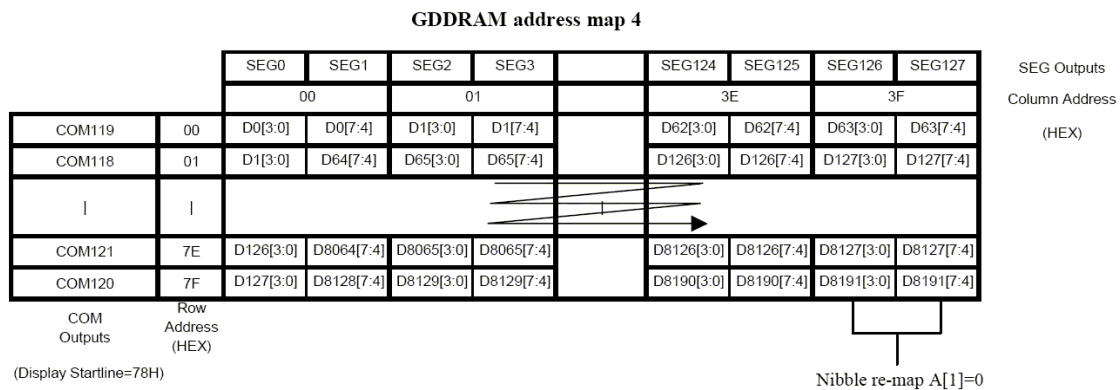 GDDRAM address map 4
SEG0 SEG1 SEG2 SEG3 SEG124 SEG125 SEG126 SEG127 SEG Outputs
00 01 3E 3F Column Address
(HEX)
COM119 00 D0[3:0] D0[7:4] D1[3:0] D1[7:4] D62[3:0] D62[7:4] D63[3:0] D63[7:4]
COM118 01 D1[3:0] D64[7:4] D65[3:0] D65[7:4] D126[3:0] D126[7:4] D127[3:0] D127[7:4]
| | |
COM121 7E D126[3:0] D8064[7:4] D8065[3:0] D8065[7:4] D8126[3:0] D8126[7:4] D8127[3:0] D8127[7:4]
COM120 7F D127[3:0] D8128[7:4] D8129[3:0] D8129[7:4] D8190[3:0] D8190[7:4] D8191[3:0] D8191[7:4]
COM
Outputs
Row
Address
(HEX)
(Display Startline=78H)
Nibble re-map A[1]=0